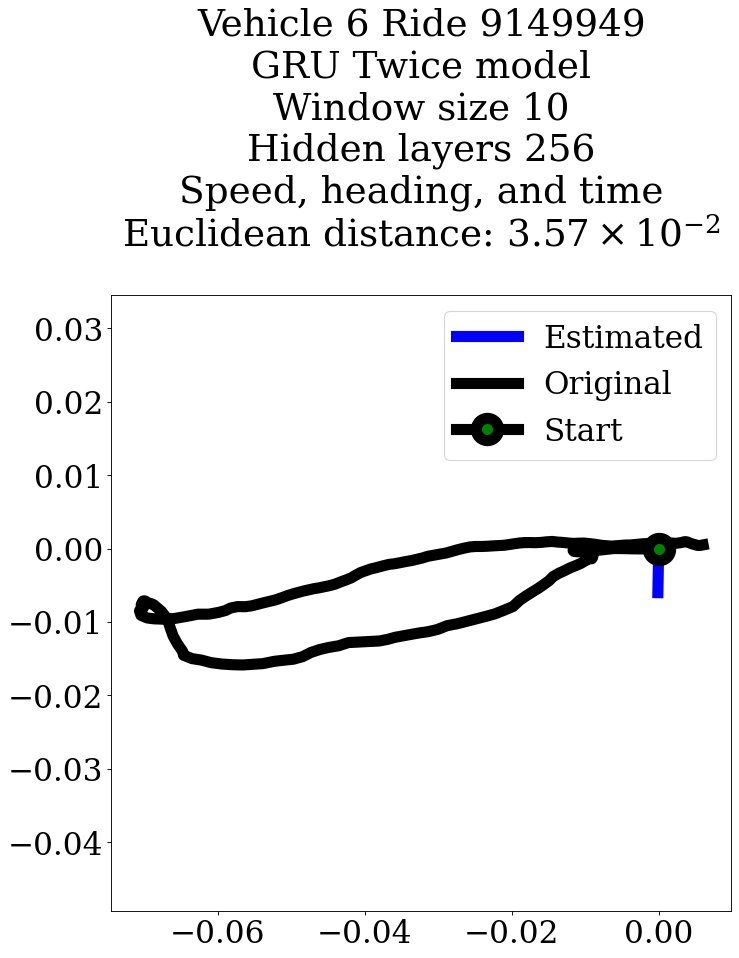 Vehicle 6 Ride 9149949
GRU Twice model
Window size 10
Hidden layers 256
Speed, heading, and time
Euclidean distance: 3.57 × 10⁻²
Estimated
Original
Start
0.03
0.02
0.01
0.00
−0.01
−0.02
−0.03
−0.04
−0.06 −0.04 −0.02 0.00